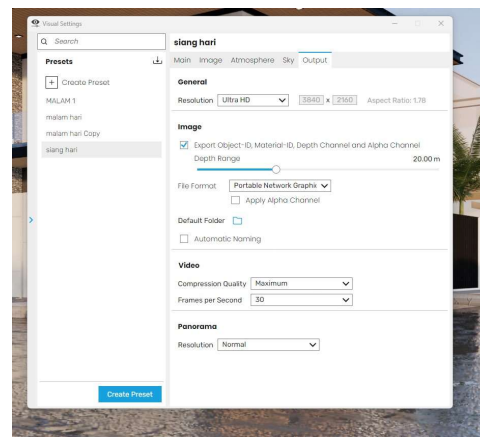 Visual Settings
Search
Presets
Create Preset
MALAM 1
malam hari
malam hari Copy
siang hari
Create Preset
siang hari
Main Image Atmosphere Sky Output
General
Resolution Ultra HD 3840 x 2160 Aspect Ratio: 1.78
Image
Export Object-ID, Material-ID, Depth Channel and Alpha Channel
Depth Range 20.00 m
File Format Portable Network Graphic
Apply Alpha Channel
Default Folder
Automatic Naming
Video
Compression Quality Maximum
Frames per Second 30
Panorama
Resolution Normal